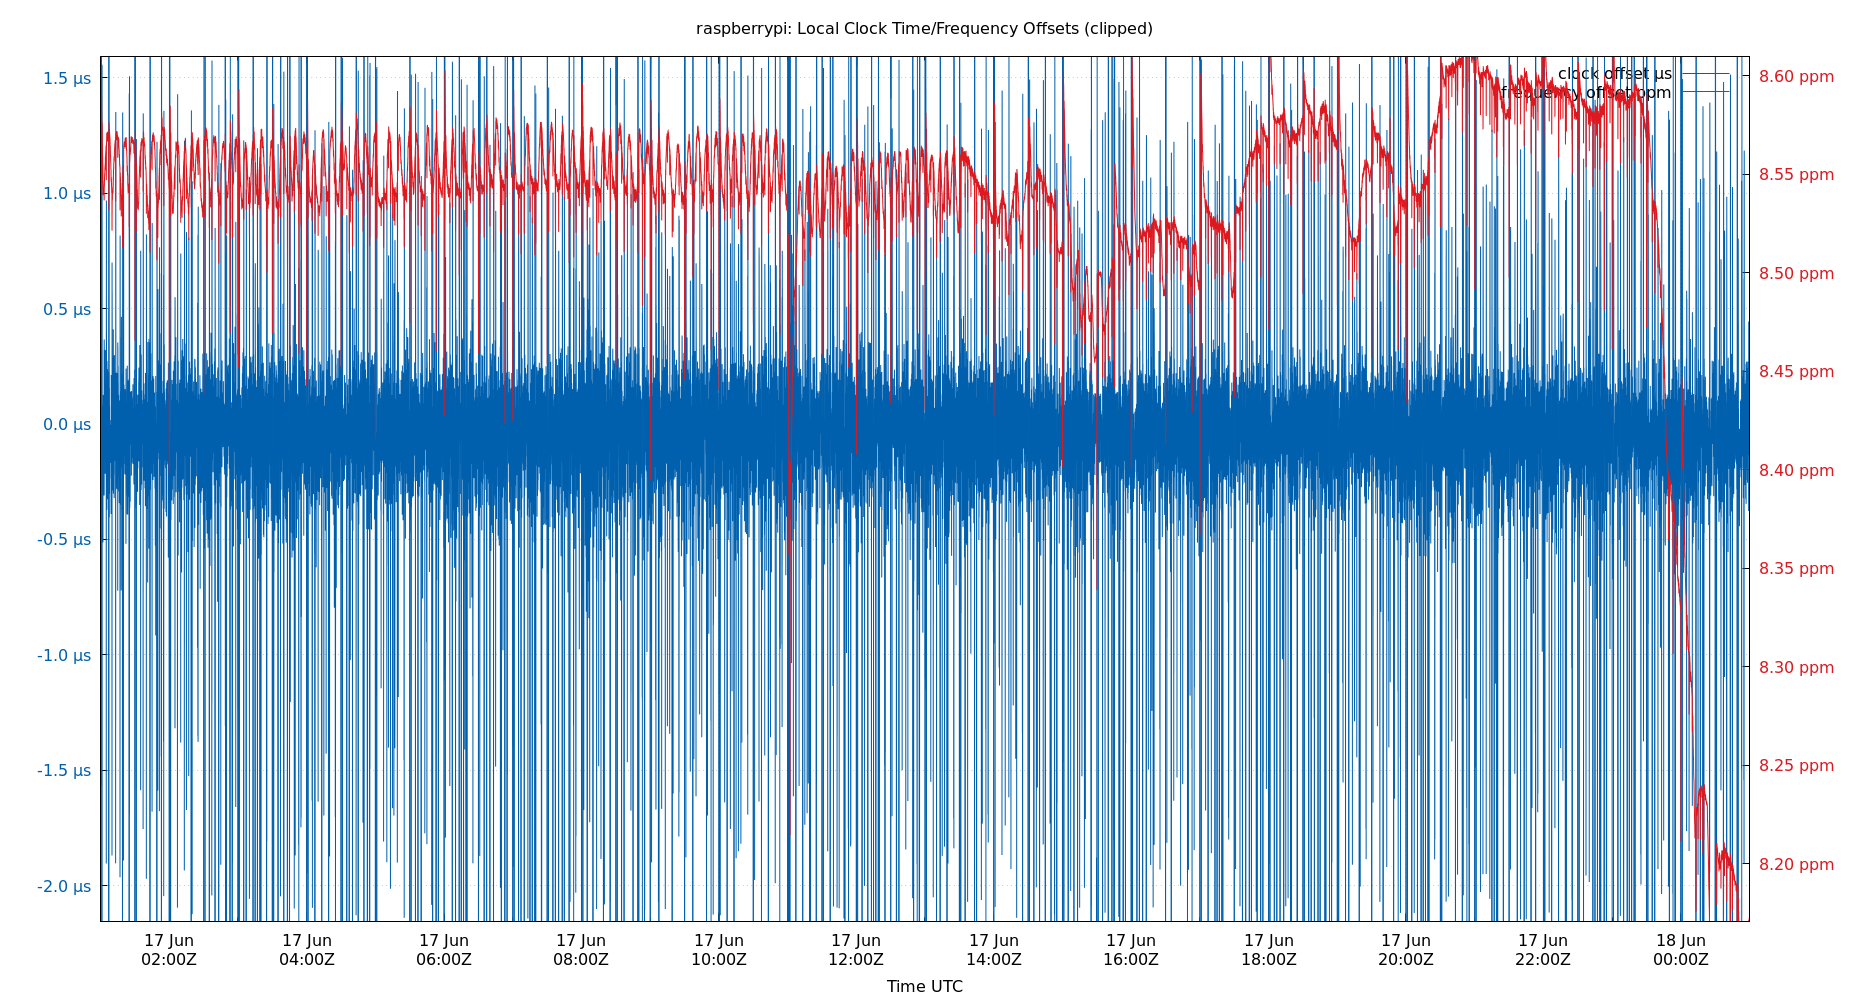 raspberrypi: Local Clock Time/Frequency Offsets (clipped)
clock offset µs
frequency offset ppm
1.5 µs
1.0 µs
0.5 µs
0.0 µs
-0.5 µs
-1.0 µs
-1.5 µs
-2.0 µs
8.60 ppm
8.55 ppm
8.50 ppm
8.45 ppm
8.40 ppm
8.35 ppm
8.30 ppm
8.25 ppm
8.20 ppm
17 Jun 17 Jun 17 Jun 17 Jun 17 Jun 17 Jun 17 Jun 17 Jun 17 Jun 17 Jun 17 Jun 18 Jun
02:00Z 04:00Z 06:00Z 08:00Z 10:00Z 12:00Z 14:00Z 16:00Z 18:00Z 20:00Z 22:00Z 00:00Z
Time UTC